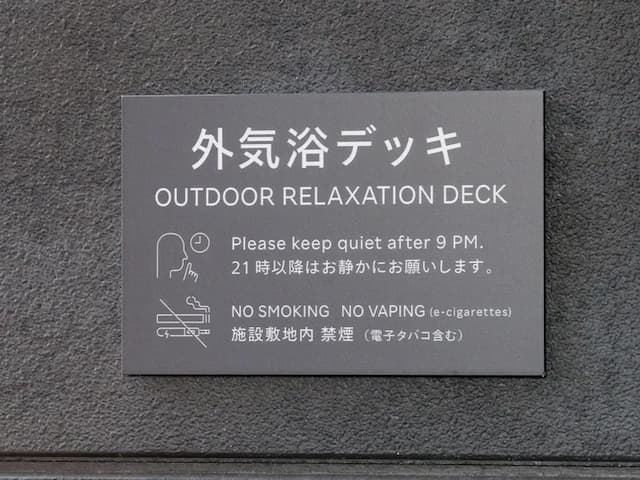 外気浴デッキ
OUTDOOR RELAXATION DECK
Please keep quiet after 9 PM.
21時以降はお静かにお願いします。
NO SMOKING NO VAPING (e-cigarettes)
施設敷地内 禁煙 （電子タバコ含む）